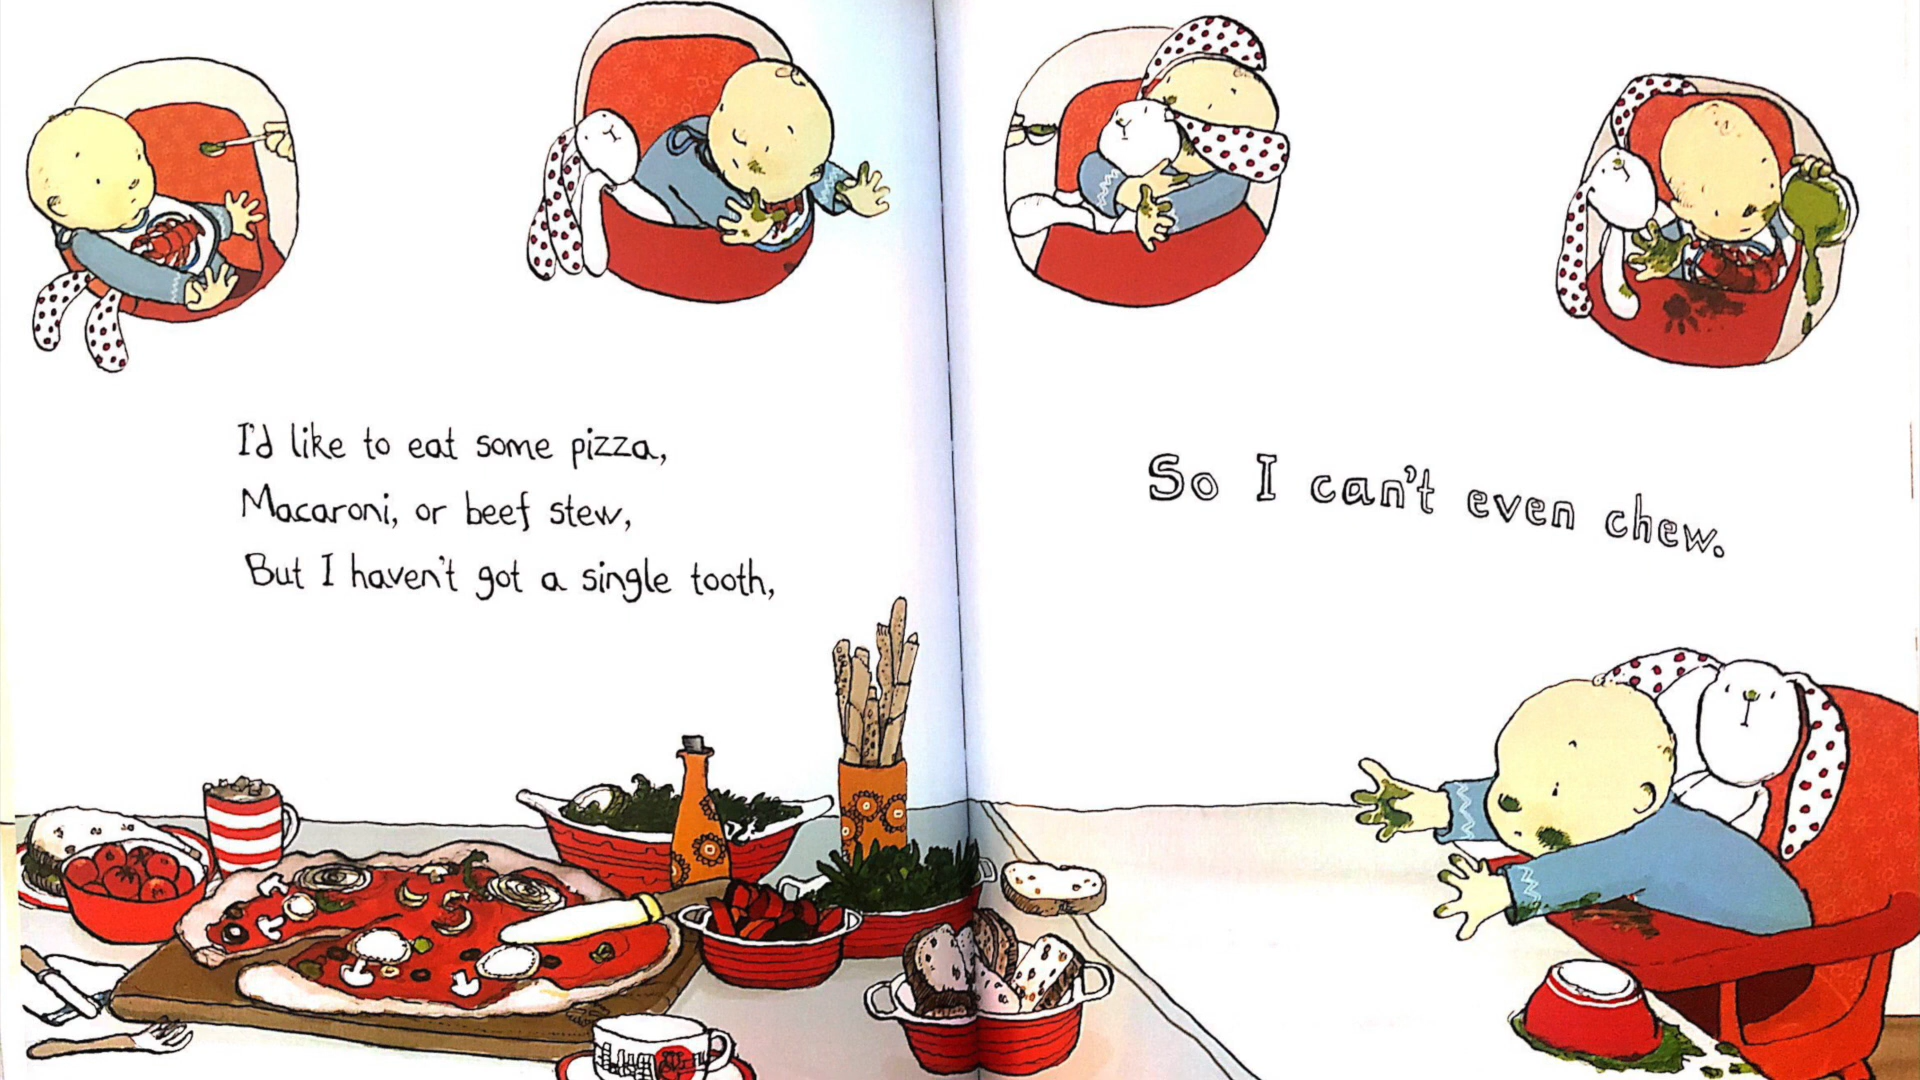 I'd like to eat some pizza,
Macaroni, or beef stew,
But I haven't got a single tooth,
So I can't even chew.